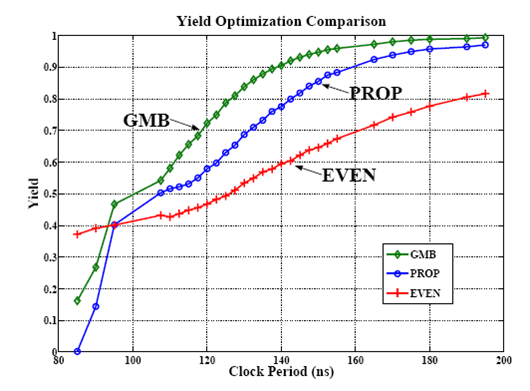 Yield Optimization Comparison
1
0.9
0.8
0.7
0.6
0.5
0.4
0.3
0.2
0.1
0
80
100
120
140
160
180
200
Yield
Clock Period (ns)
GMB
PROP
EVEN
GMB
PROP
EVEN